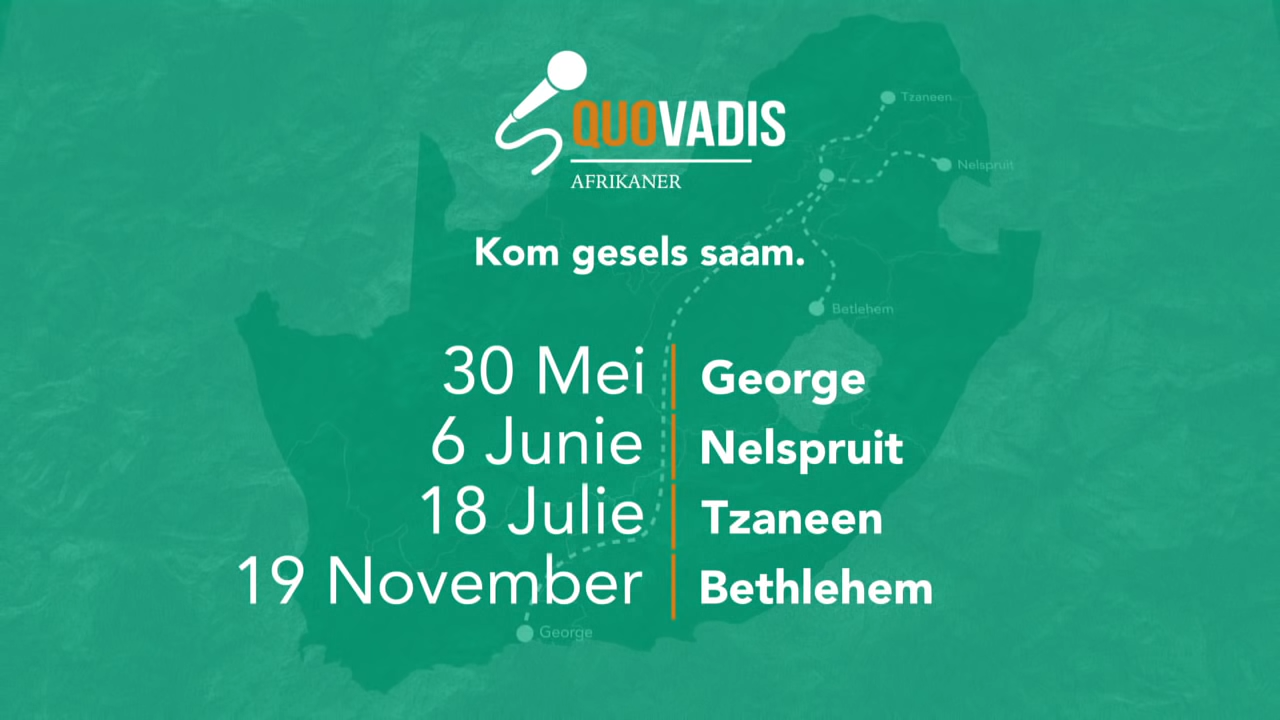 QUOVADIS
AFRIKANER
Tzaneen
Nelspruit
Kom gesels saam.
Betlehem
30 Mei | George
6 Junie | Nelspruit
18 Julie | Tzaneen
19 November | Bethlehem
George